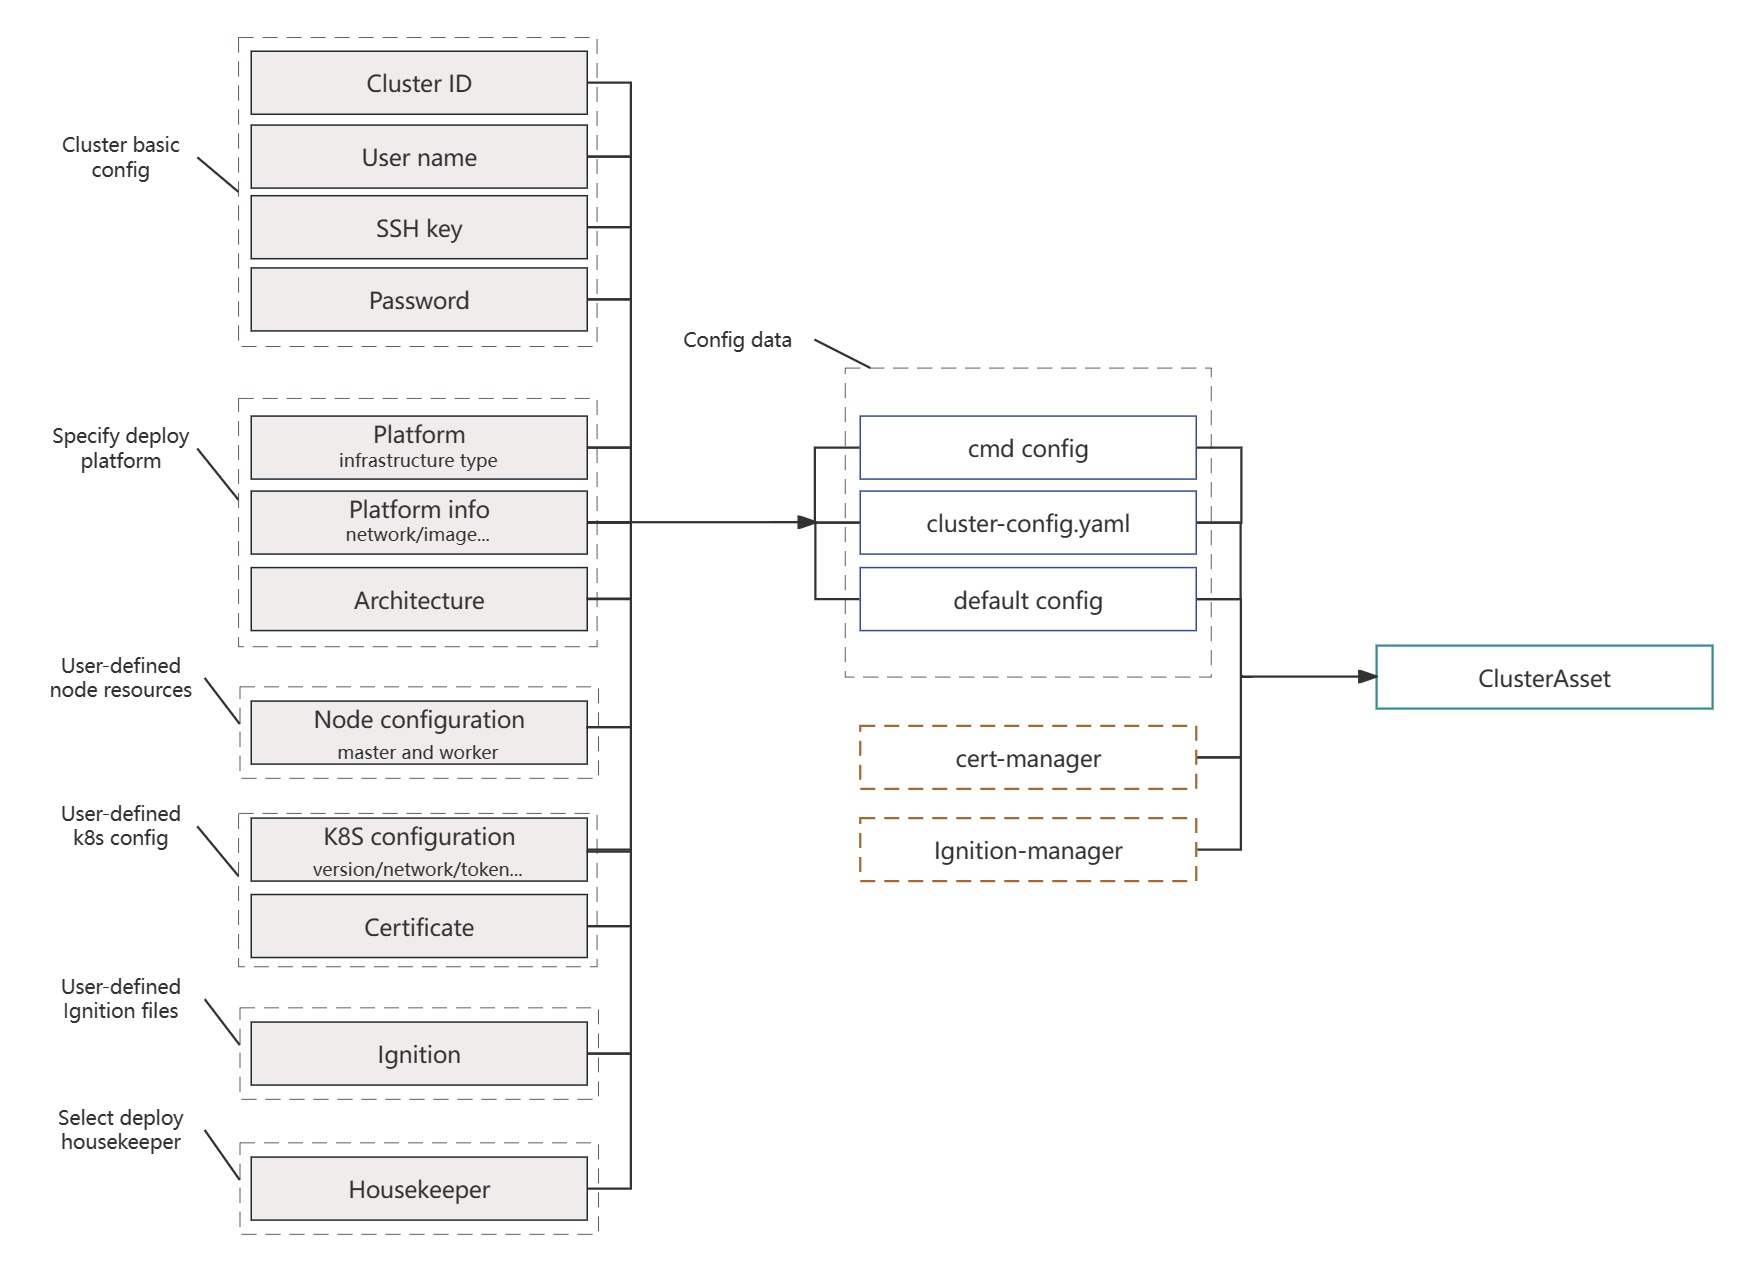 Cluster basic
config
Cluster ID
User name
SSH key
Password
Specify deploy
platform
Platform
infrastructure type
Platform info
network/image...
Architecture
User-defined
node resources
Node configuration
master and worker
User-defined
k8s config
K8S configuration
version/network/token...
Certificate
User-defined
Ignition files
Ignition
Select deploy
housekeeper
Housekeeper
Config data
cmd config
cluster-config.yaml
default config
cert-manager
Ignition-manager
ClusterAsset